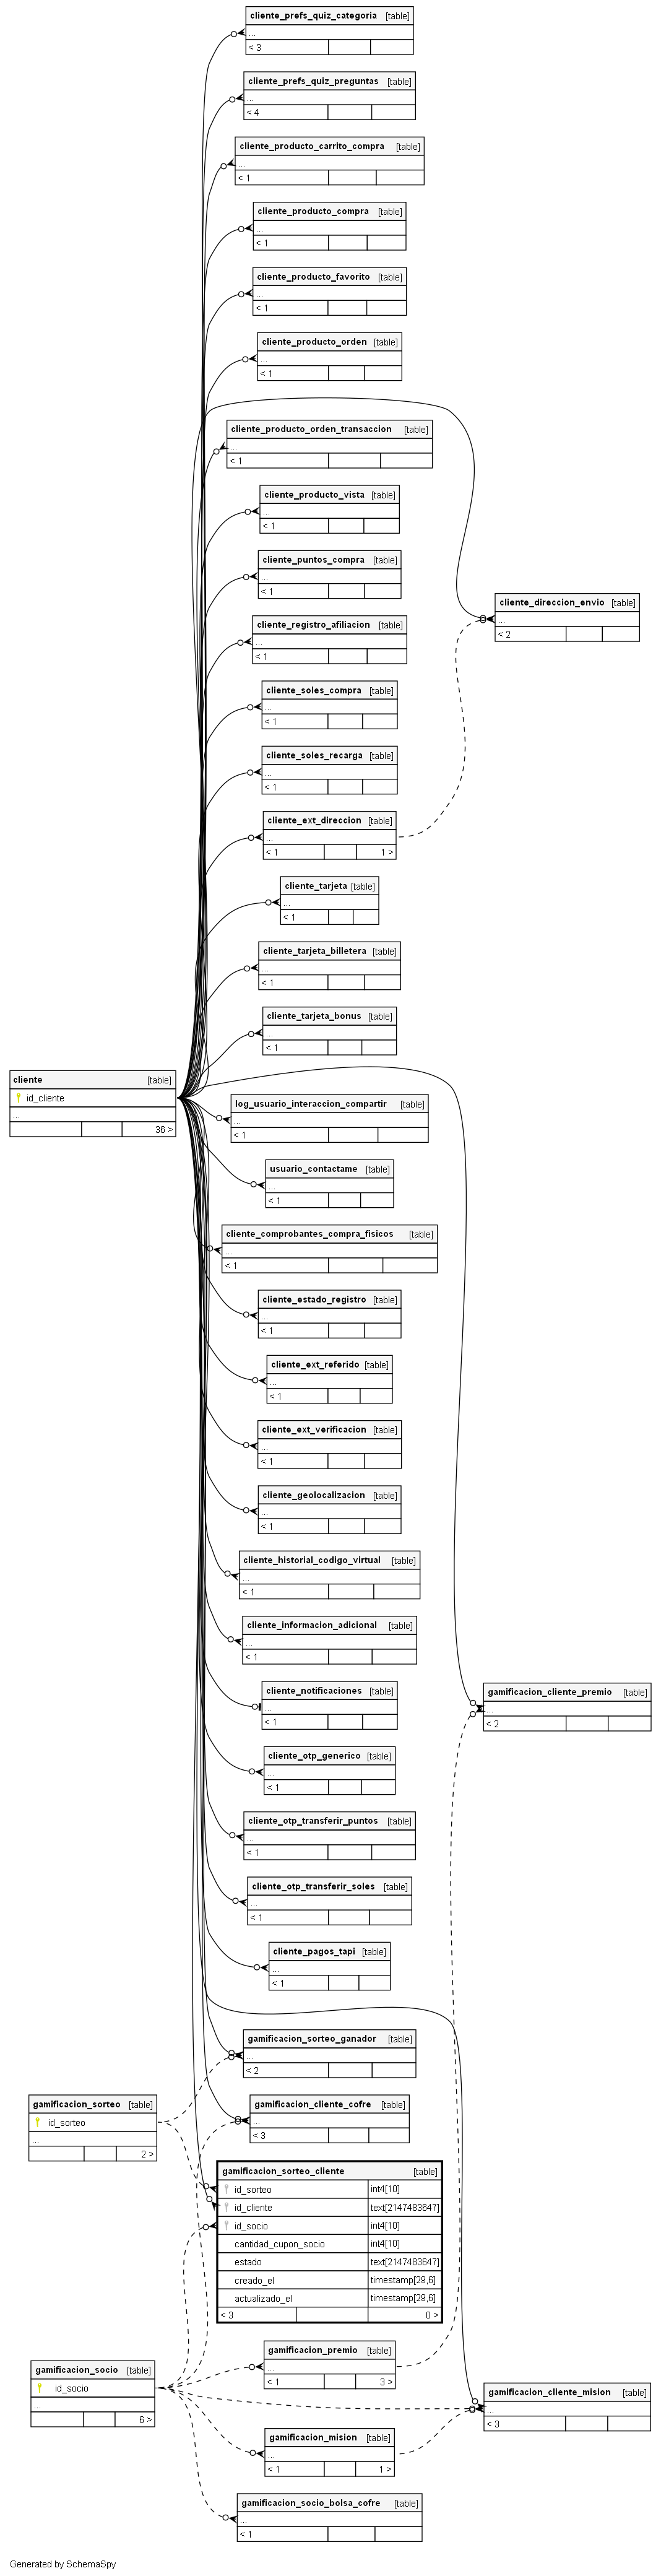 cliente_prefs_quiz_categoria [table]
...
< 3
cliente_prefs_quiz_preguntas [table]
...
< 4
cliente_producto_carrito_compra [table]
...
< 1
cliente_producto_compra [table]
...
< 1
cliente_producto_favorito [table]
...
< 1
cliente_producto_orden [table]
...
< 1
cliente_producto_orden_transaccion [table]
...
< 1
cliente_producto_vista [table]
...
< 1
cliente_puntos_compra [table]
...
< 1
cliente_direccion_envio [table]
...
< 2
cliente_registro_afiliacion [table]
...
< 1
cliente_soles_compra [table]
...
< 1
cliente_soles_recarga [table]
...
< 1
cliente_ext_direccion [table]
...
< 1 1 >
cliente_tarjeta [table]
...
< 1
cliente_tarjeta_billetera [table]
...
< 1
cliente_tarjeta_bonus [table]
...
< 1
cliente [table]
id_cliente
...
36 >
log_usuario_interaccion_compartir [table]
...
< 1
usuario_contactame [table]
...
< 1
cliente_comprobantes_compra_fisicos [table]
...
< 1
cliente_estado_registro [table]
...
< 1
cliente_ext_referido [table]
...
< 1
cliente_ext_verificacion [table]
...
< 1
cliente_geolocalizacion [table]
...
< 1
cliente_historial_codigo_virtual [table]
...
< 1
cliente_informacion_adicional [table]
...
< 1
cliente_notificaciones [table]
...
< 1
gamificacion_cliente_premio [table]
...
< 2
cliente_otp_generico [table]
...
< 1
cliente_otp_transferir_puntos [table]
...
< 1
cliente_otp_transferir_soles [table]
...
< 1
cliente_pagos_tapi [table]
...
< 1
gamificacion_sorteo_ganador [table]
...
< 2
gamificacion_sorteo [table]
id_sorteo
...
2 >
gamificacion_cliente_cofre [table]
...
< 3
gamificacion_sorteo_cliente [table]
id_sorteo int4[10]
id_cliente text[2147483647]
id_socio int4[10]
cantidad_cupon_socio int4[10]
estado text[2147483647]
creado_el timestamp[29,6]
actualizado_el timestamp[29,6]
< 3 0 >
gamificacion_premio [table]
...
< 1 3 >
gamificacion_socio [table]
id_socio
...
6 >
gamificacion_cliente_mision [table]
...
< 3
gamificacion_mision [table]
...
< 1 1 >
gamificacion_socio_bolsa_cofre [table]
...
< 1
Generated by SchemaSpy